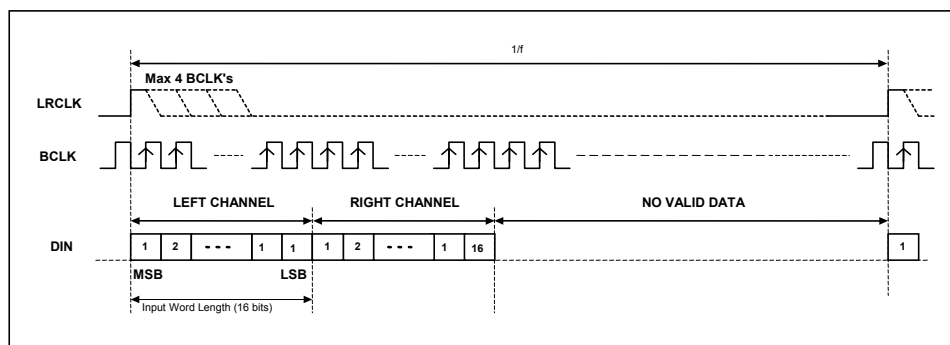 1/f
Max 4 BCLK's
LRCLK
BCLK
LEFT CHANNEL RIGHT CHANNEL NO VALID DATA
DIN 1 2 - - - 1 1 1 2 - - - 1 16 1
MSB LSB
Input Word Length (16 bits)